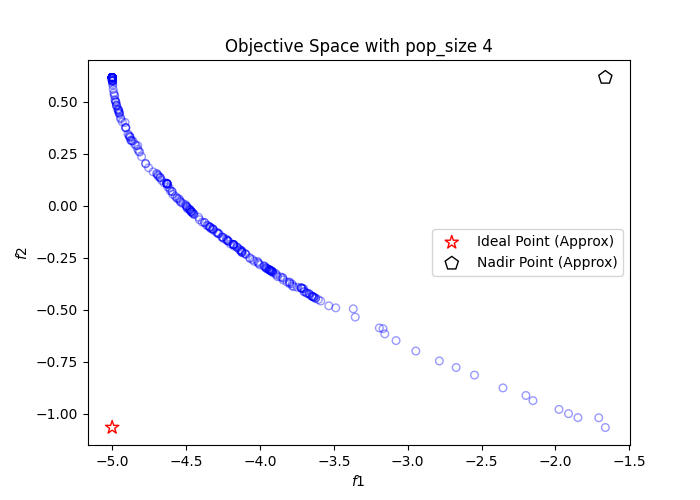 Objective Space with pop_size 4
0.50
0.25
0.00
−0.25
−0.50
−0.75
−1.00
f2
Ideal Point (Approx)
Nadir Point (Approx)
−5.0 −4.5 −4.0 −3.5 −3.0 −2.5 −2.0 −1.5
f1